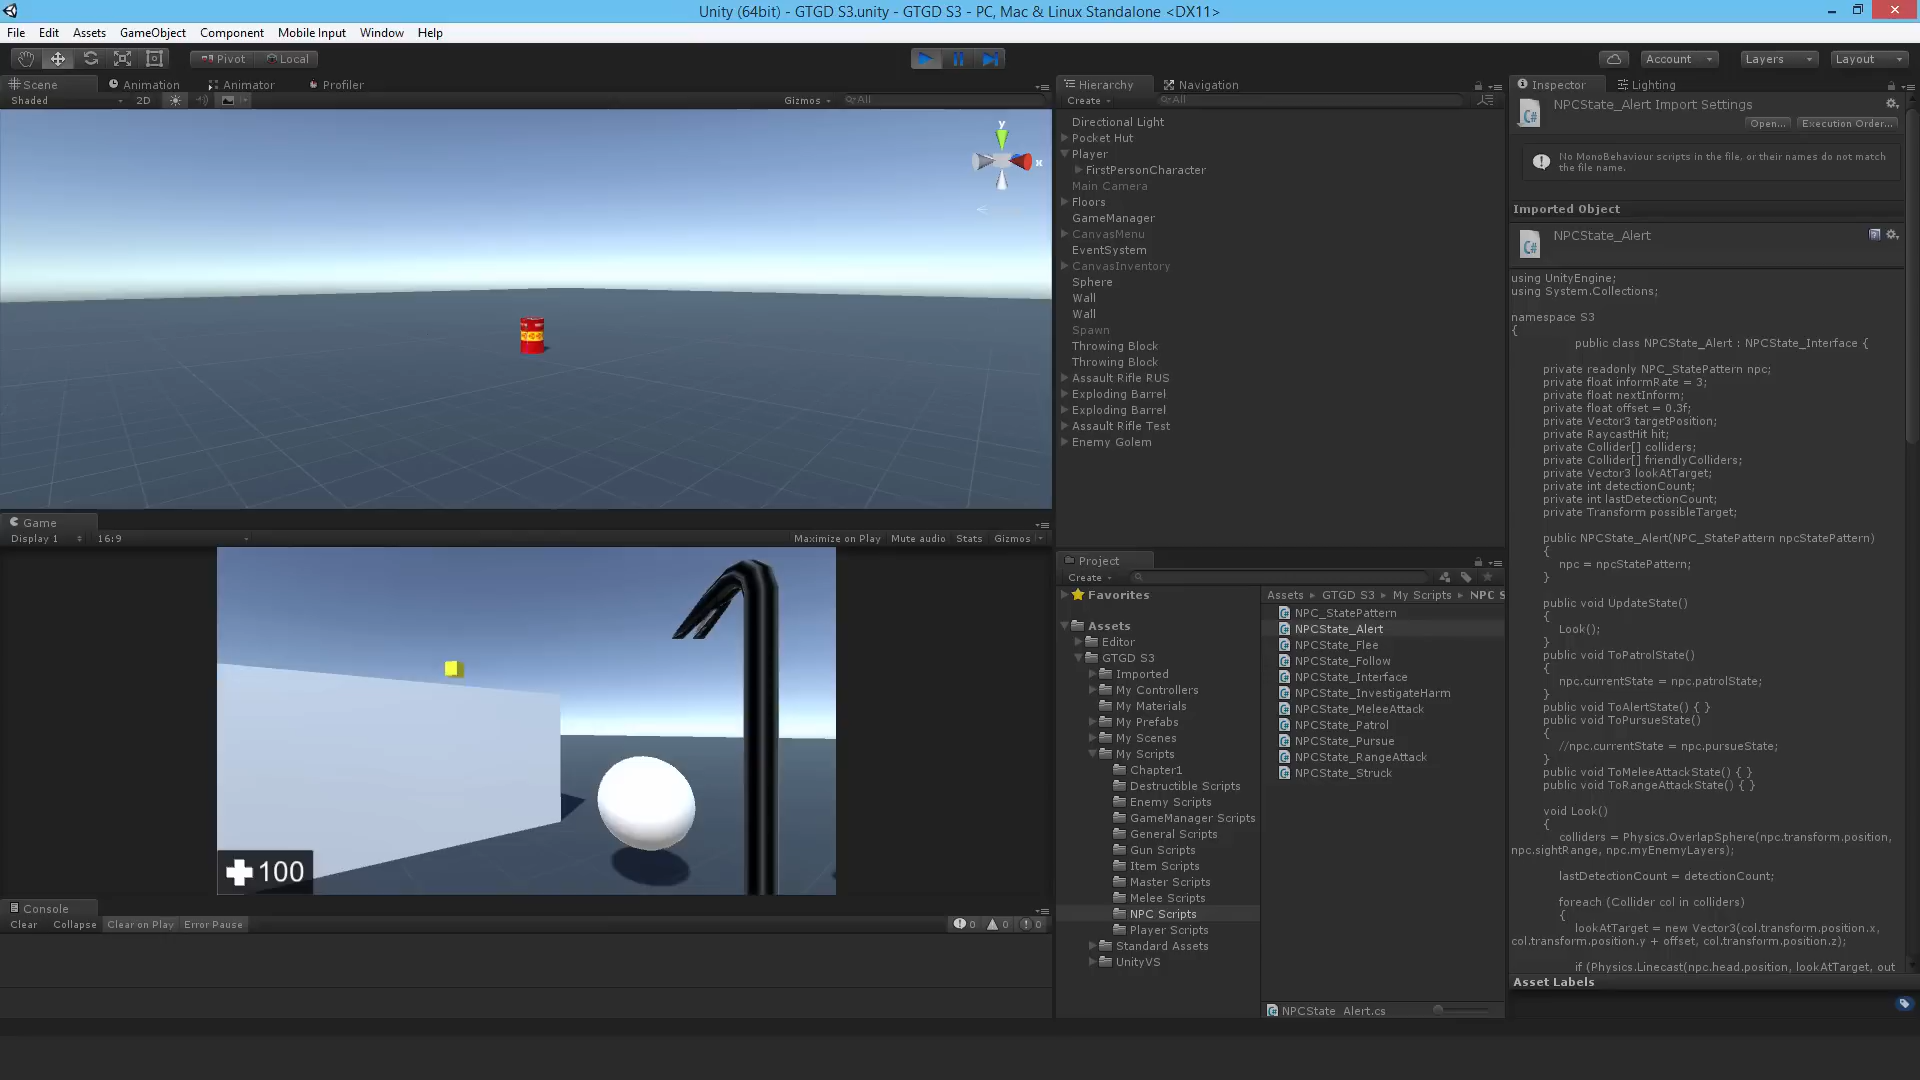 Unity (64bit) - GTGD S3.unity - GTGD S3 - PC, Mac & Linux Standalone <DX11>
File Edit Assets GameObject Component Mobile Input Window Help
Pivot Local Account Layers Layout
Scene Animation Animator Profiler
Shaded 2D Gizmos All
y
x
Game
Display 1 16:9 Maximize on Play Mute audio Stats Gizmos
100
Console
Clear Collapse Clear on Play Error Pause 0 0 0
Hierarchy Navigation
Create All
Directional Light
Pocket Hut
Player
FirstPersonCharacter
Main Camera
Floors
GameManager
CanvasMenu
EventSystem
CanvasInventory
Sphere
Wall
Wall
Spawn
Throwing Block
Throwing Block
Assault Rifle RUS
Exploding Barrel
Exploding Barrel
Assault Rifle Test
Enemy Golem
Project
Create
Favorites
Assets
Editor
GTGD S3
Imported
My Controllers
My Materials
My Prefabs
My Scenes
My Scripts
Chapter1
Destructible Scripts
Enemy Scripts
GameManager Scripts
General Scripts
Gun Scripts
Item Scripts
Master Scripts
Melee Scripts
NPC Scripts
Player Scripts
Standard Assets
UnityVS
Assets GTGD S3 My Scripts NPC S
NPC_StatePattern
NPCState_Alert
NPCState_Flee
NPCState_Follow
NPCState_Interface
NPCState_InvestigateHarm
NPCState_MeleeAttack
NPCState_Patrol
NPCState_Pursue
NPCState_RangeAttack
NPCState_Struck
NPCState_Alert.cs
Inspector Lighting
NPCState_Alert Import Settings
Open... Execution Order...
No MonoBehaviour scripts in the file, or their names do not match
the file name.
Imported Object
NPCState_Alert
using UnityEngine;
using System.Collections;
namespace S3
{
public class NPCState_Alert : NPCState_Interface {
private readonly NPC_StatePattern npc;
private float informRate = 3;
private float nextInform;
private float offset = 0.3f;
private Vector3 targetPosition;
private RaycastHit hit;
private Collider[] colliders;
private Collider[] friendlyColliders;
private Vector3 lookAtTarget;
private int detectionCount;
private int lastDetectionCount;
private Transform possibleTarget;
public NPCState_Alert(NPC_StatePattern npcStatePattern)
{
npc = npcStatePattern;
}
public void UpdateState()
{
Look();
}
public void ToPatrolState()
{
npc.currentState = npc.patrolState;
}
public void ToAlertState() { }
public void ToPursueState()
{
//npc.currentState = npc.pursueState;
}
public void ToMeleeAttackState() { }
public void ToRangeAttackState() { }
void Look()
{
colliders = Physics.OverlapSphere(npc.transform.position,
npc.sightRange, npc.myEnemyLayers);
lastDetectionCount = detectionCount;
foreach (Collider col in colliders)
{
lookAtTarget = new Vector3(col.transform.position.x,
col.transform.position.y + offset, col.transform.position.z);
if (Physics.Linecast(npc.head.position, lookAtTarget, out
Asset Labels